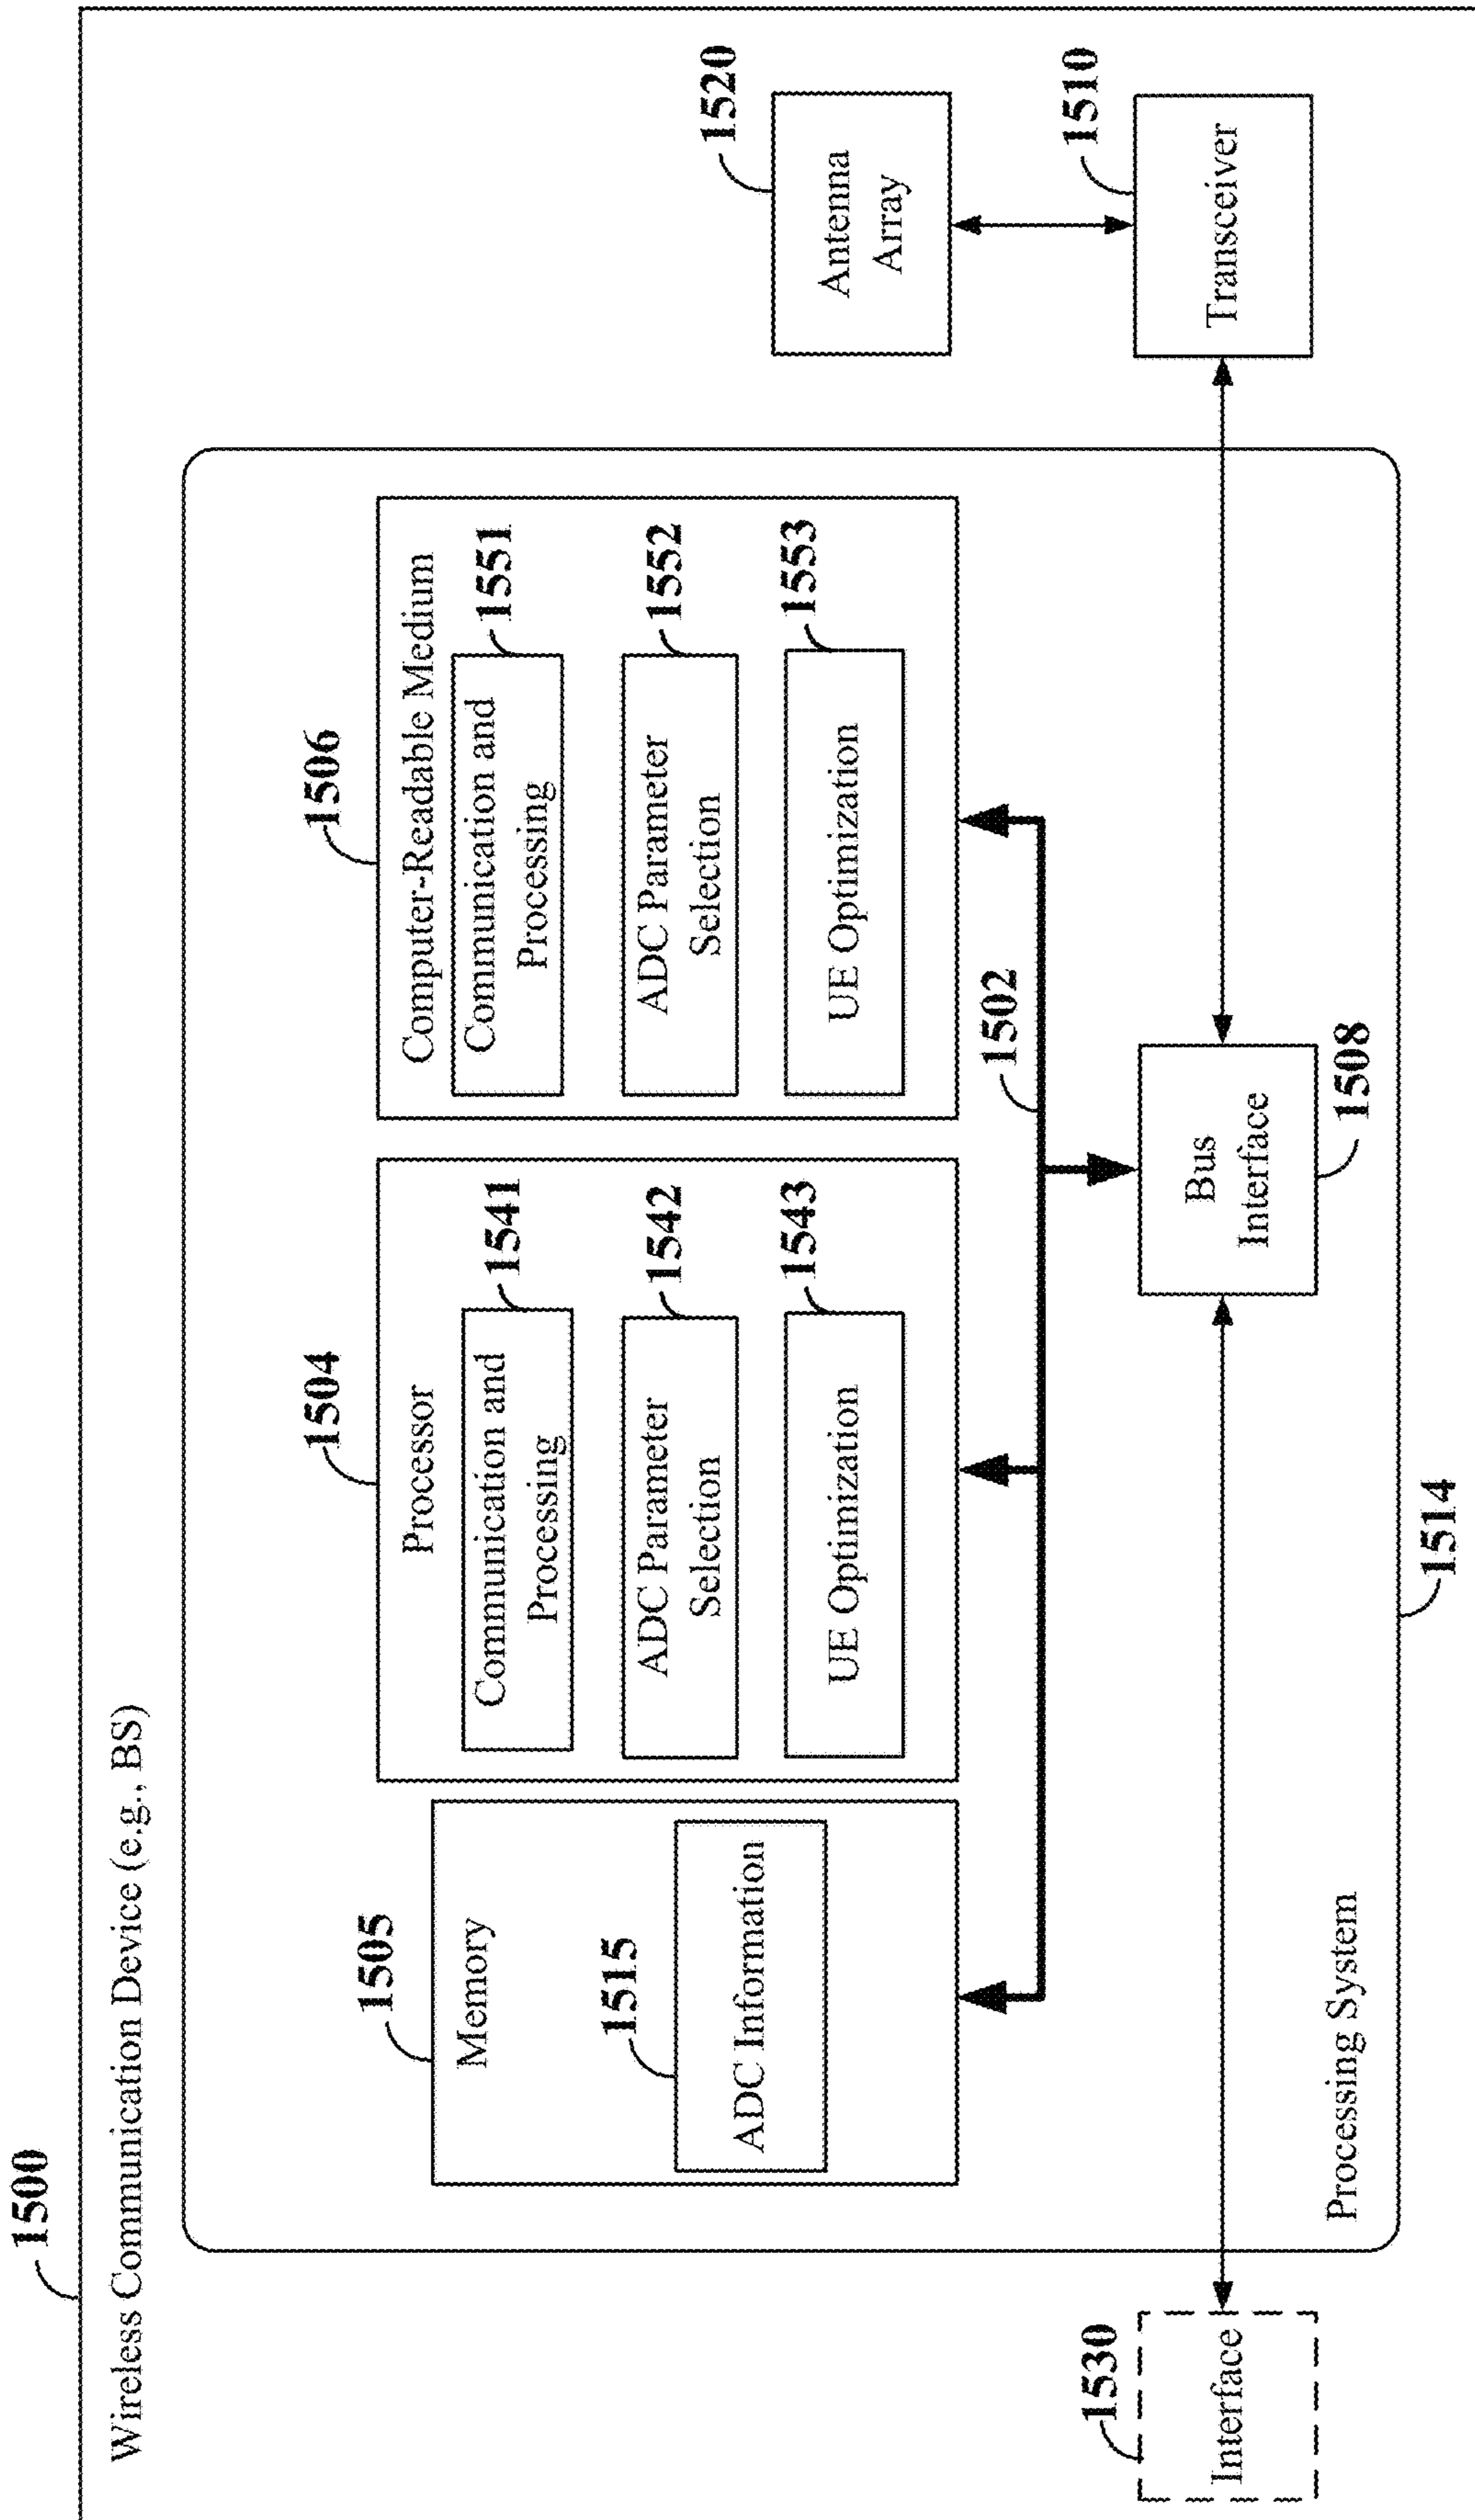 1500
Wireless Communication Device (e.g., BS)
1505
Memory
1515
ADC Information
1504
Processor
Communication and
Processing
1541
ADC Parameter
Selection
1542
UE Optimization
1543
1506
Computer-Readable Medium
Communication and
Processing
1551
ADC Parameter
Selection
1552
UE Optimization
1553
1502
1520
Antenna
Array
1510
Transceiver
1530
Interface
Bus
Interface
1508
Processing System
1514